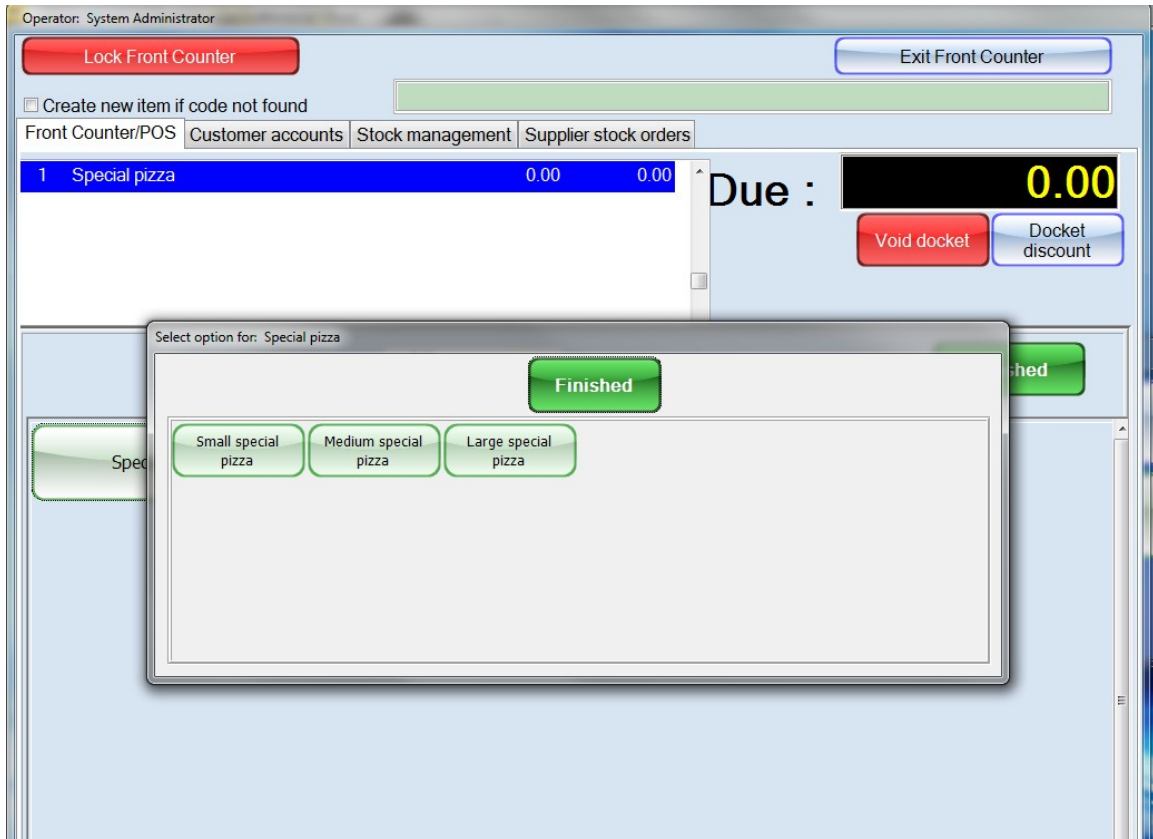 Operator: System Administrator
Lock Front Counter
Exit Front Counter
Create new item if code not found
Front Counter/POS Customer accounts Stock management Supplier stock orders
1 Special pizza 0.00 0.00
Due : 0.00
Void docket
Docket
discount
Select option for: Special pizza
Finished
shed
Small special
pizza
Medium special
pizza
Large special
pizza
Spec